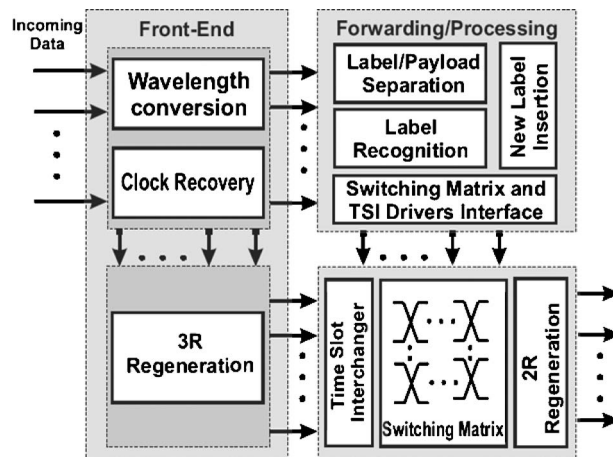 Incoming
Data
Front-End
Forwarding/Processing
Wavelength
conversion
Clock Recovery
Label/Payload
Separation
Label
Recognition
New Label
Insertion
Switching Matrix and
TSI Drivers Interface
3R
Regeneration
Time Slot
Interchanger
Switching Matrix
2R
Regeneration